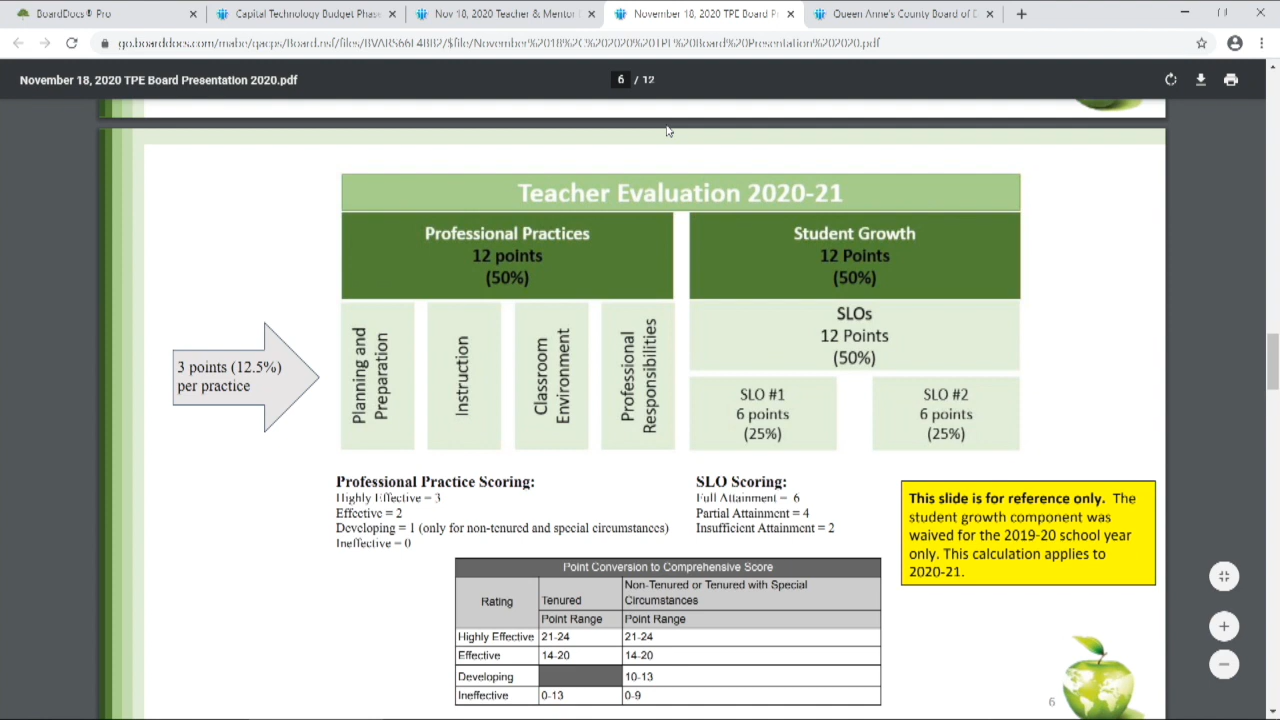 BoardDocs® Pro
Capital Technology Budget Phase
Nov 18, 2020 Teacher & Mentor
November 18, 2020 TPE Board P
Queen Anne's County Board of
November 18, 2020 TPE Board Presentation 2020.pdf
6 / 12
Teacher Evaluation 2020-21
Professional Practices
12 points
(50%)
Student Growth
12 Points
(50%)
3 points (12.5%)
per practice
Planning and
Preparation
Instruction
Classroom
Environment
Professional
Responsibilities
SLOs
12 Points
(50%)
SLO #1
6 points
(25%)
SLO #2
6 points
(25%)
Professional Practice Scoring:
Highly Effective = 3
Effective = 2
Developing = 1 (only for non-tenured and special circumstances)
Ineffective = 0
SLO Scoring:
Full Attainment = 6
Partial Attainment = 4
Insufficient Attainment = 2
This slide is for reference only. The
student growth component was
waived for the 2019-20 school year
only. This calculation applies to
2020-21.
Point Conversion to Comprehensive Score
Rating
Tenured
Non-Tenured or Tenured with Special
Circumstances
Point Range
Point Range
Highly Effective 21-24 21-24
Effective 14-20 14-20
Developing 10-13
Ineffective 0-13 0-9
6